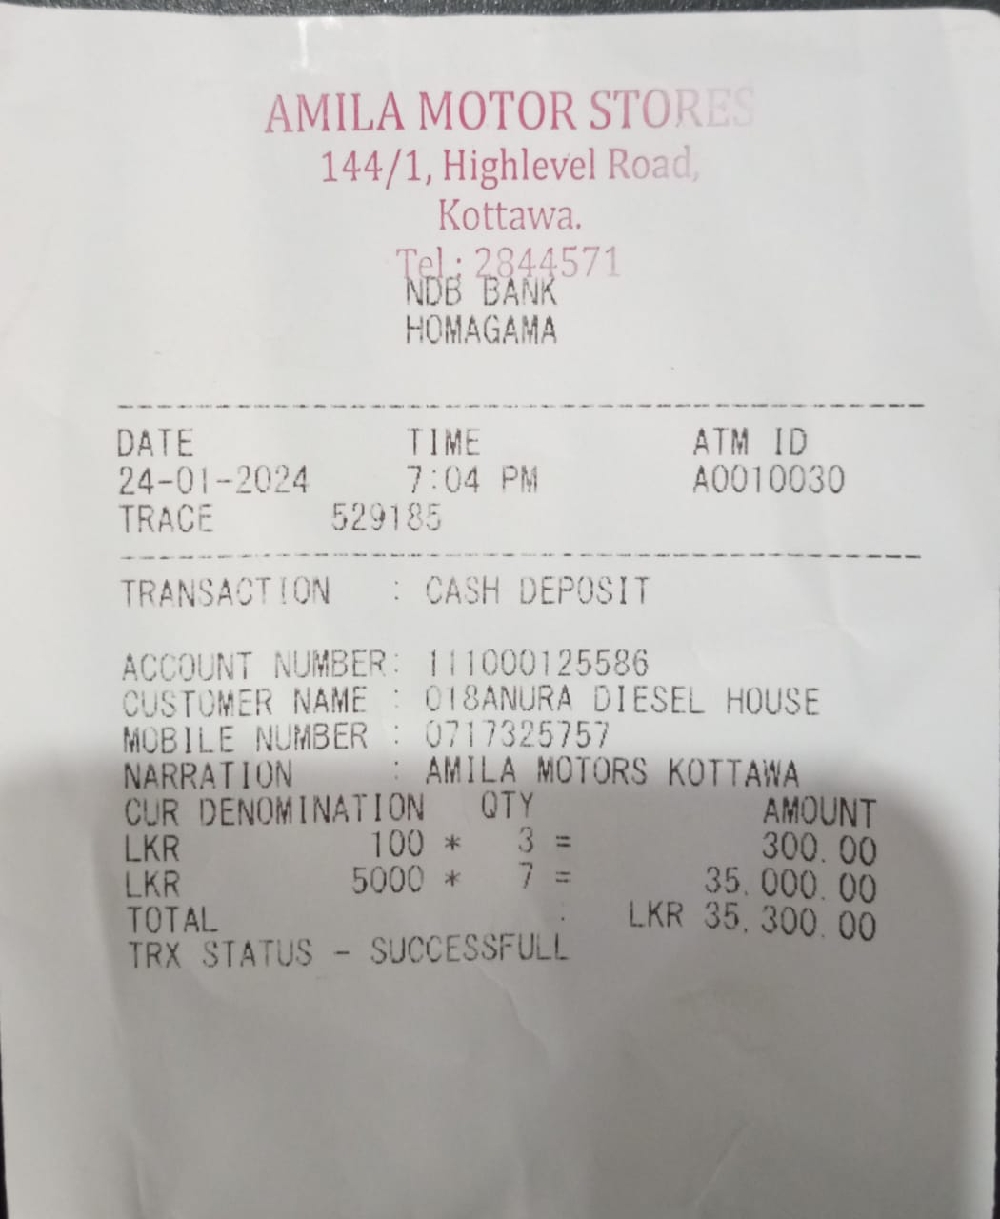 AMILA MOTOR STORES
144/1, Highlevel Road,
Kottawa.
Tel : 2844571
NDB BANK
HOMAGAMA
DATE TIME ATM ID
24-01-2024 7:04 PM A0010030
TRACE 529185
TRANSACTION : CASH DEPOSIT
ACCOUNT NUMBER: 111000125586
CUSTOMER NAME : 018ANURA DIESEL HOUSE
MOBILE NUMBER : 0717325757
NARRATION : AMILA MOTORS KOTTAWA
CUR DENOMINATION QTY AMOUNT
LKR 100 * 3 = 300.00
LKR 5000 * 7 = 35,000.00
TOTAL : LKR 35,300.00
TRX STATUS - SUCCESSFULL